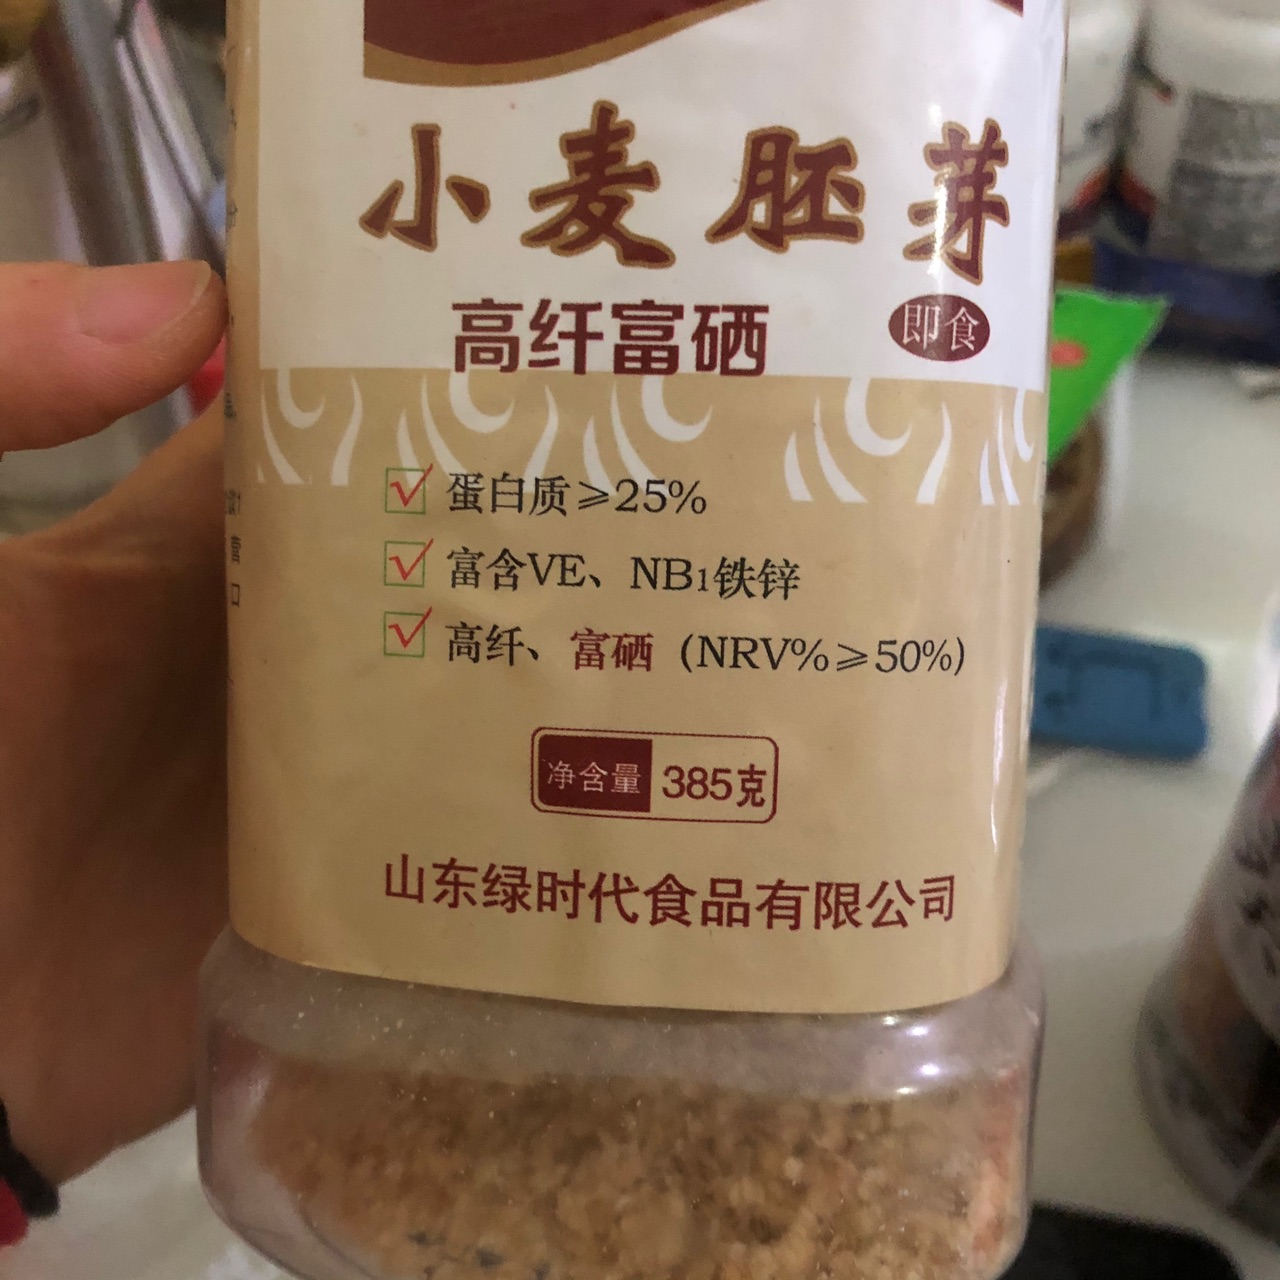 小麦胚芽
高纤富硒
即食
蛋白质≥25%
富含VE、NB1铁锌
高纤、富硒（NRV%≥50%）
净含量 385克
山东绿时代食品有限公司
营
口